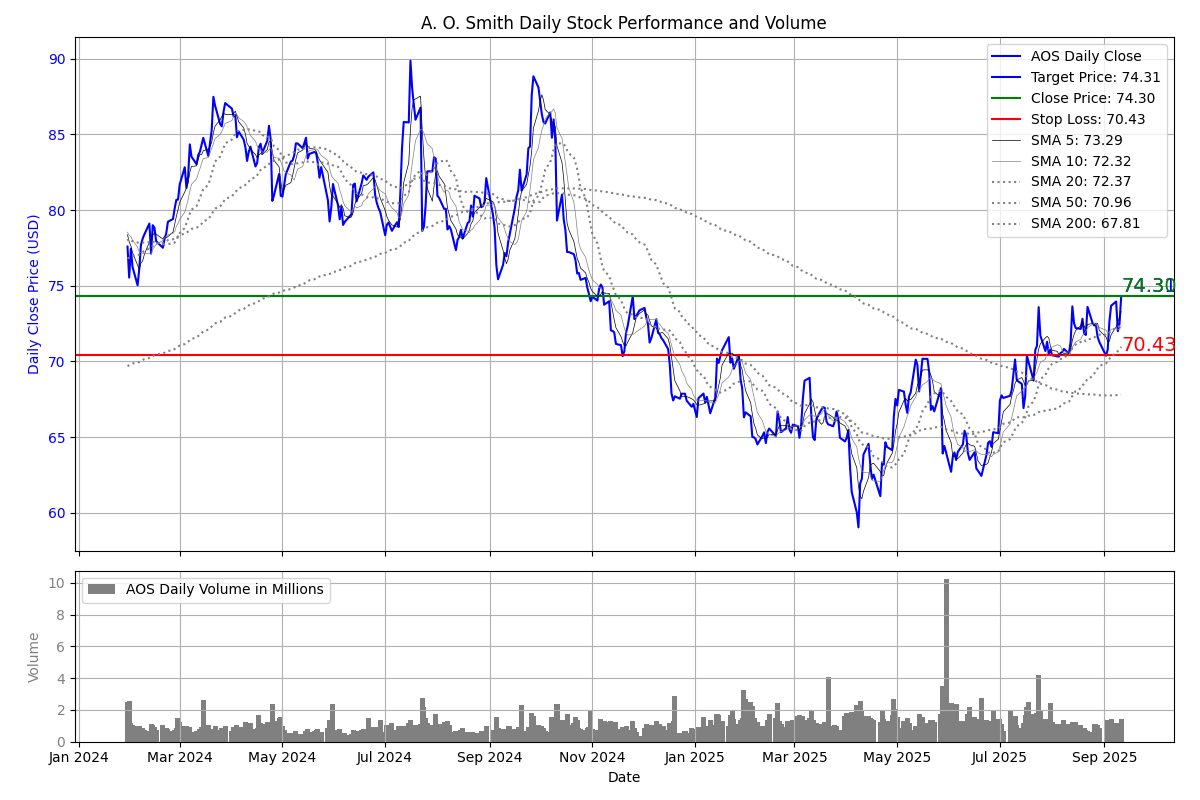 A. O. Smith Daily Stock Performance and Volume
Daily Close Price (USD)
90
85
80
75
70
65
60
AOS Daily Close
Target Price: 74.31
Close Price: 74.30
Stop Loss: 70.43
SMA 5: 73.29
SMA 10: 72.32
SMA 20: 72.37
SMA 50: 70.96
SMA 200: 67.81
74.30
70.43
AOS Daily Volume in Millions
Volume
10
8
6
4
2
0
Jan 2024 Mar 2024 May 2024 Jul 2024 Sep 2024 Nov 2024 Jan 2025 Mar 2025 May 2025 Jul 2025 Sep 2025
Date